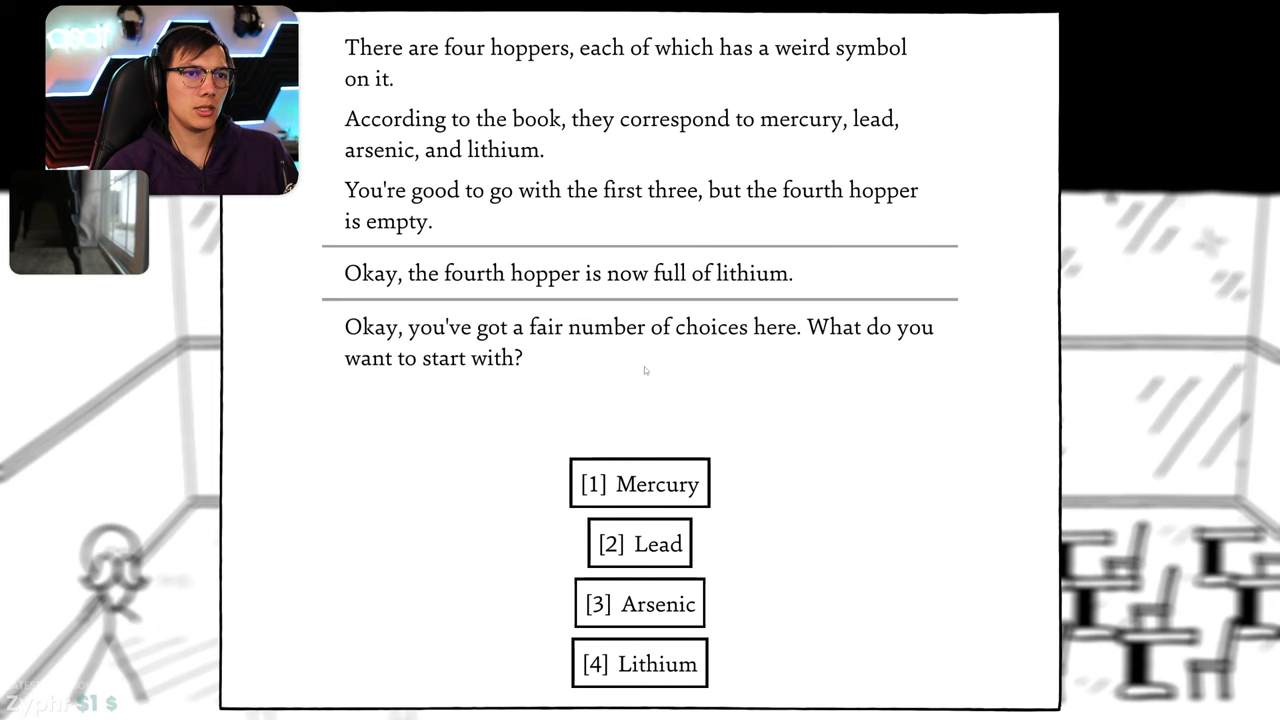 There are four hoppers, each of which has a weird symbol
on it.
According to the book, they correspond to mercury, lead,
arsenic, and lithium.
You're good to go with the first three, but the fourth hopper
is empty.
Okay, the fourth hopper is now full of lithium.
Okay, you've got a fair number of choices here. What do you
want to start with?
[1] Mercury
[2] Lead
[3] Arsenic
[4] Lithium
$1 $